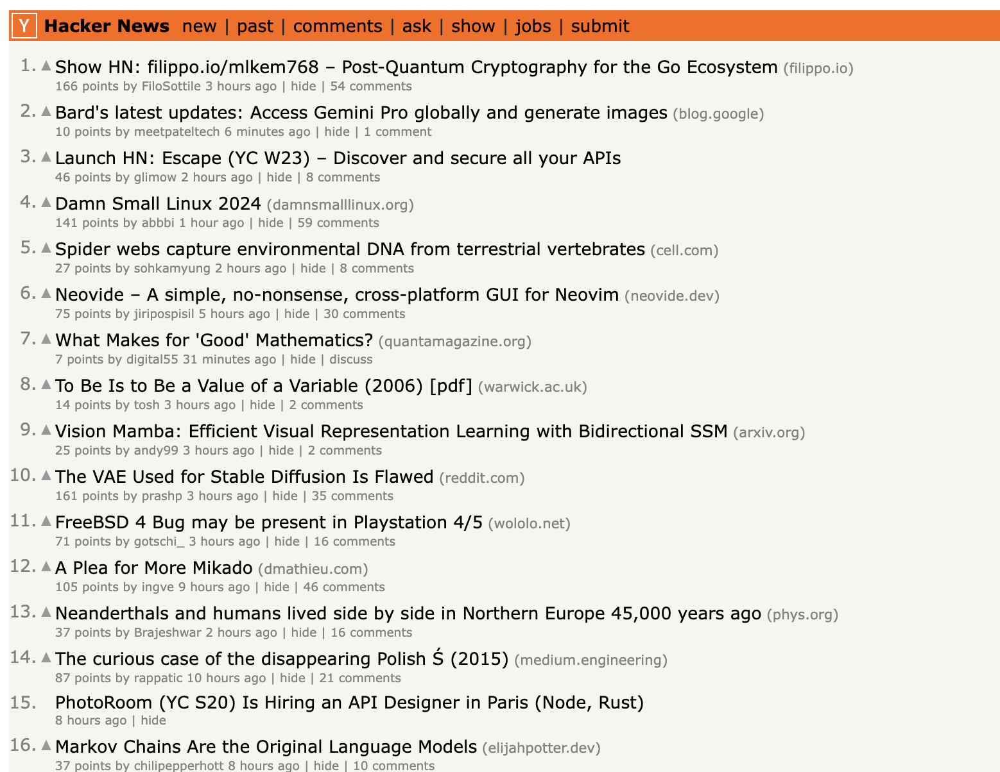 Y Hacker News new | past | comments | ask | show | jobs | submit
1. ▲ Show HN: filippo.io/mlkem768 – Post-Quantum Cryptography for the Go Ecosystem (filippo.io)
166 points by FiloSottile 3 hours ago | hide | 54 comments
2. ▲ Bard's latest updates: Access Gemini Pro globally and generate images (blog.google)
10 points by meetpateltech 6 minutes ago | hide | 1 comment
3. ▲ Launch HN: Escape (YC W23) – Discover and secure all your APIs
46 points by glimow 2 hours ago | hide | 8 comments
4. ▲ Damn Small Linux 2024 (damnsmalllinux.org)
141 points by abbbi 1 hour ago | hide | 59 comments
5. ▲ Spider webs capture environmental DNA from terrestrial vertebrates (cell.com)
27 points by sohkamyung 2 hours ago | hide | 8 comments
6. ▲ Neovide – A simple, no-nonsense, cross-platform GUI for Neovim (neovide.dev)
75 points by jiripospisil 5 hours ago | hide | 30 comments
7. ▲ What Makes for 'Good' Mathematics? (quantamagazine.org)
7 points by digital55 31 minutes ago | hide | discuss
8. ▲ To Be Is to Be a Value of a Variable (2006) [pdf] (warwick.ac.uk)
14 points by tosh 3 hours ago | hide | 2 comments
9. ▲ Vision Mamba: Efficient Visual Representation Learning with Bidirectional SSM (arxiv.org)
25 points by andy99 3 hours ago | hide | 2 comments
10. ▲ The VAE Used for Stable Diffusion Is Flawed (reddit.com)
161 points by prashp 3 hours ago | hide | 35 comments
11. ▲ FreeBSD 4 Bug may be present in Playstation 4/5 (wololo.net)
71 points by gotschi_ 3 hours ago | hide | 16 comments
12. ▲ A Plea for More Mikado (dmathieu.com)
105 points by ingve 9 hours ago | hide | 46 comments
13. ▲ Neanderthals and humans lived side by side in Northern Europe 45,000 years ago (phys.org)
37 points by Brajeshwar 2 hours ago | hide | 16 comments
14. ▲ The curious case of the disappearing Polish Ś (2015) (medium.engineering)
87 points by rappatic 10 hours ago | hide | 21 comments
15. PhotoRoom (YC S20) Is Hiring an API Designer in Paris (Node, Rust)
8 hours ago | hide
16. ▲ Markov Chains Are the Original Language Models (elijahpotter.dev)
37 points by chilipepperhott 8 hours ago | hide | 10 comments